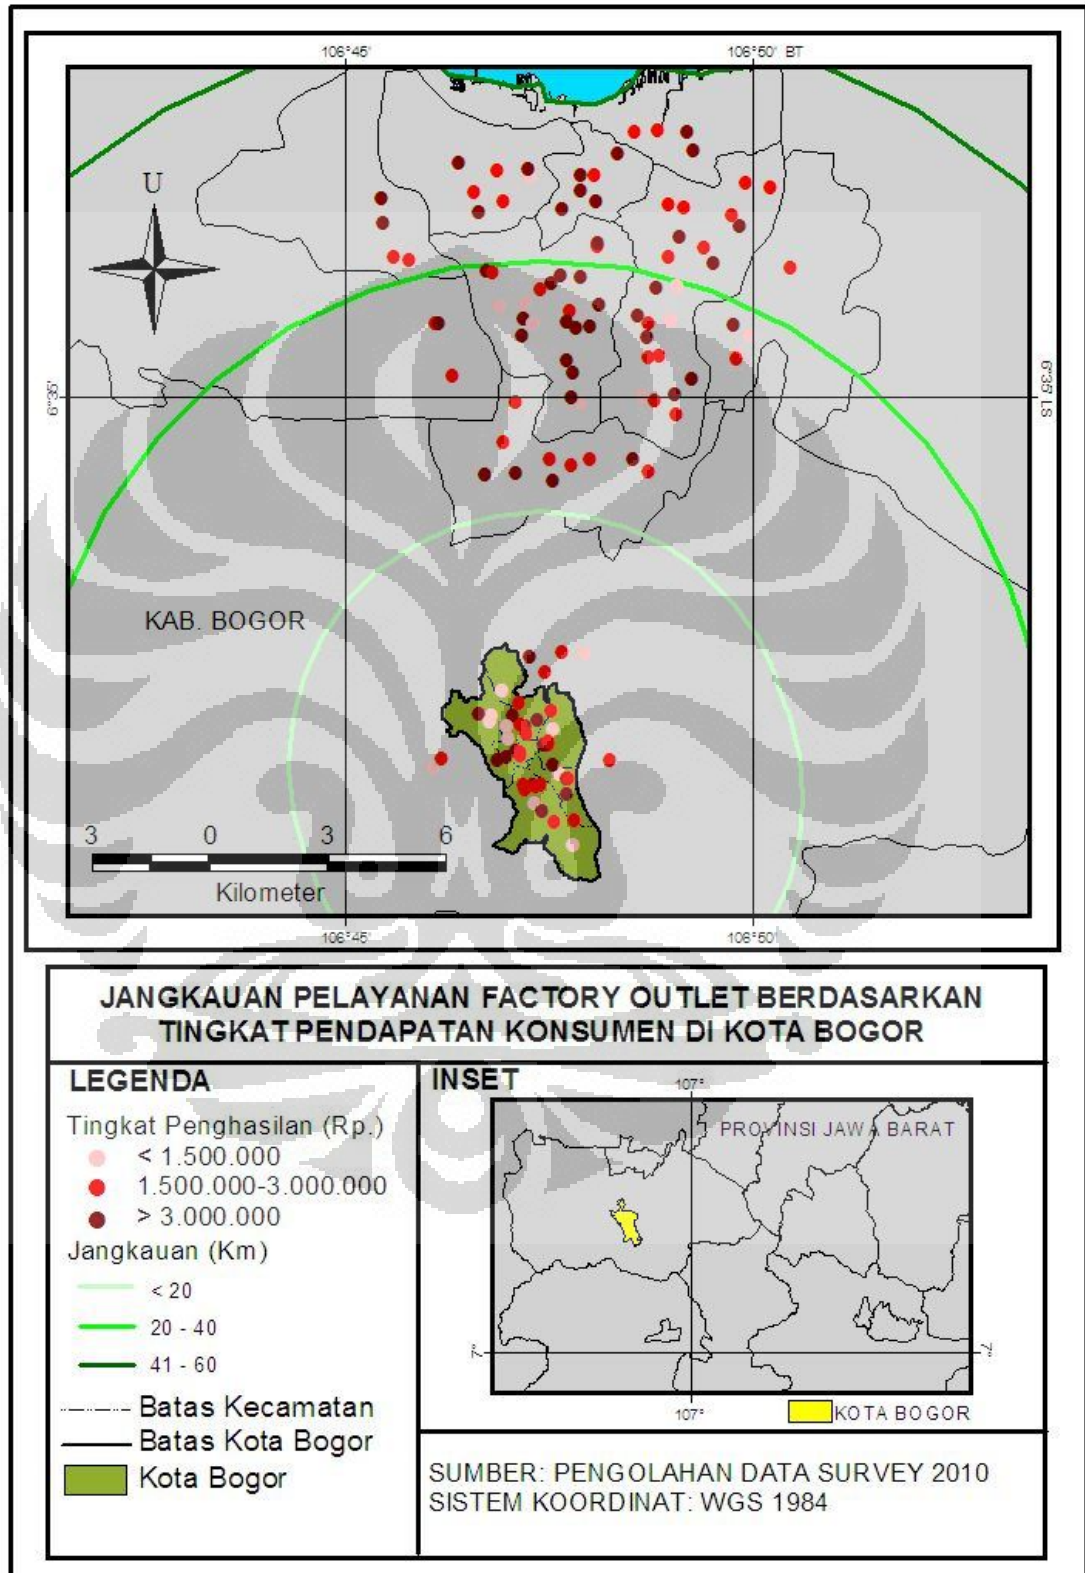 106°45'
106°50' BT
U
6°35'
6°35' LS
KAB. BOGOR
3 0 3 6
Kilometer
106°45'
106°50'
JANGKAUAN PELAYANAN FACTORY OUTLET BERDASARKAN
TINGKAT PENDAPATAN KONSUMEN DI KOTA BOGOR
LEGENDA
Tingkat Penghasilan (Rp.)
< 1.500.000
1.500.000-3.000.000
> 3.000.000
Jangkauan (Km)
< 20
20 - 40
41 - 60
Batas Kecamatan
Batas Kota Bogor
Kota Bogor
INSET
107°
PROVINSI JAWA BARAT
7°
7°
107°
KOTA BOGOR
SUMBER: PENGOLAHAN DATA SURVEY 2010
SISTEM KOORDINAT: WGS 1984